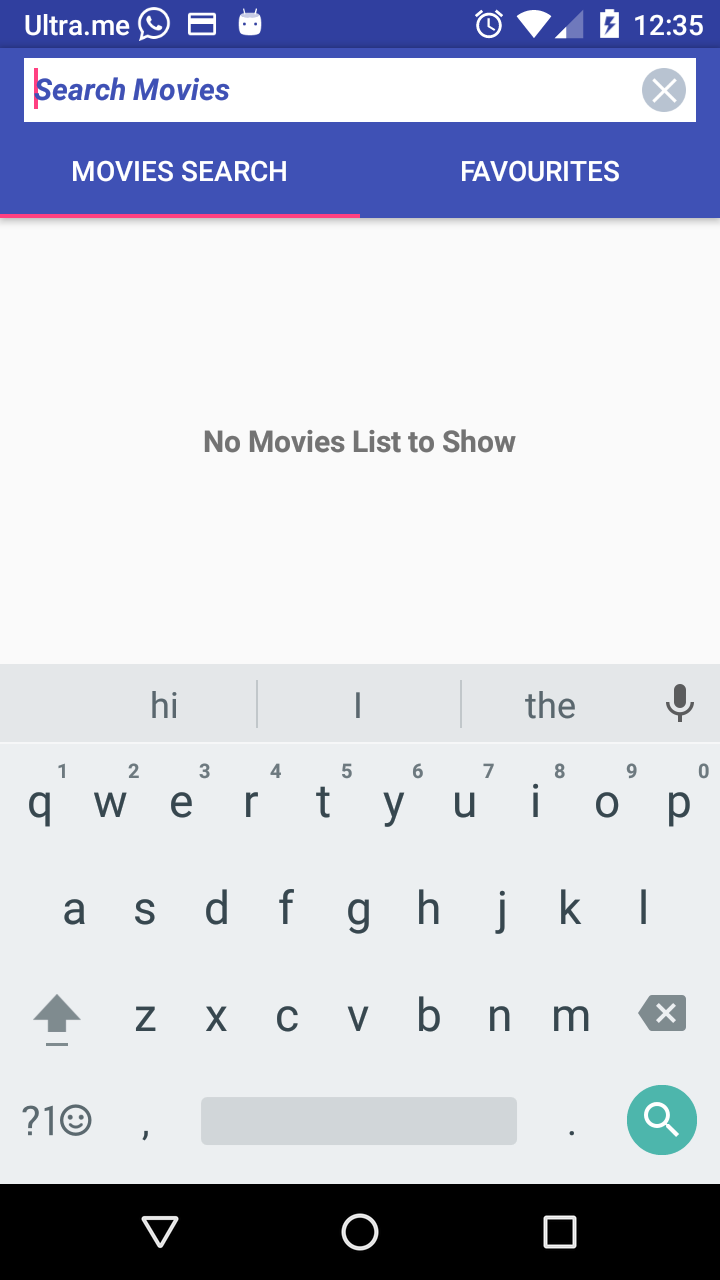 Ultra.me 12:35
Search Movies
MOVIES SEARCH FAVOURITES
No Movies List to Show
hi I the
1 2 3 4 5 6 7 8 9 0
q w e r t y u i o p
a s d f g h j k l
z x c v b n m
?1☺ , .